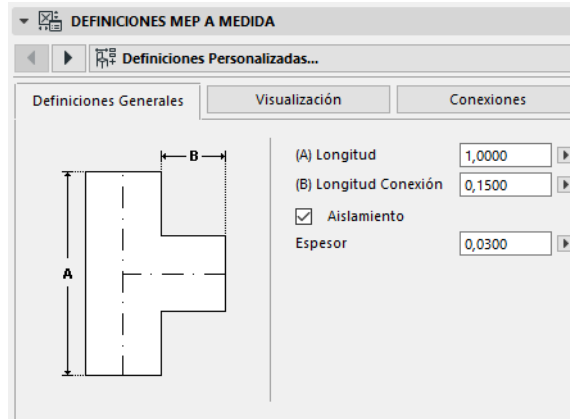 DEFINICIONES MEP A MEDIDA
Definiciones Personalizadas...
Definiciones Generales Visualización Conexiones
B
(A) Longitud 1,0000
(B) Longitud Conexión 0,1500
Aislamiento
Espesor 0,0300
A